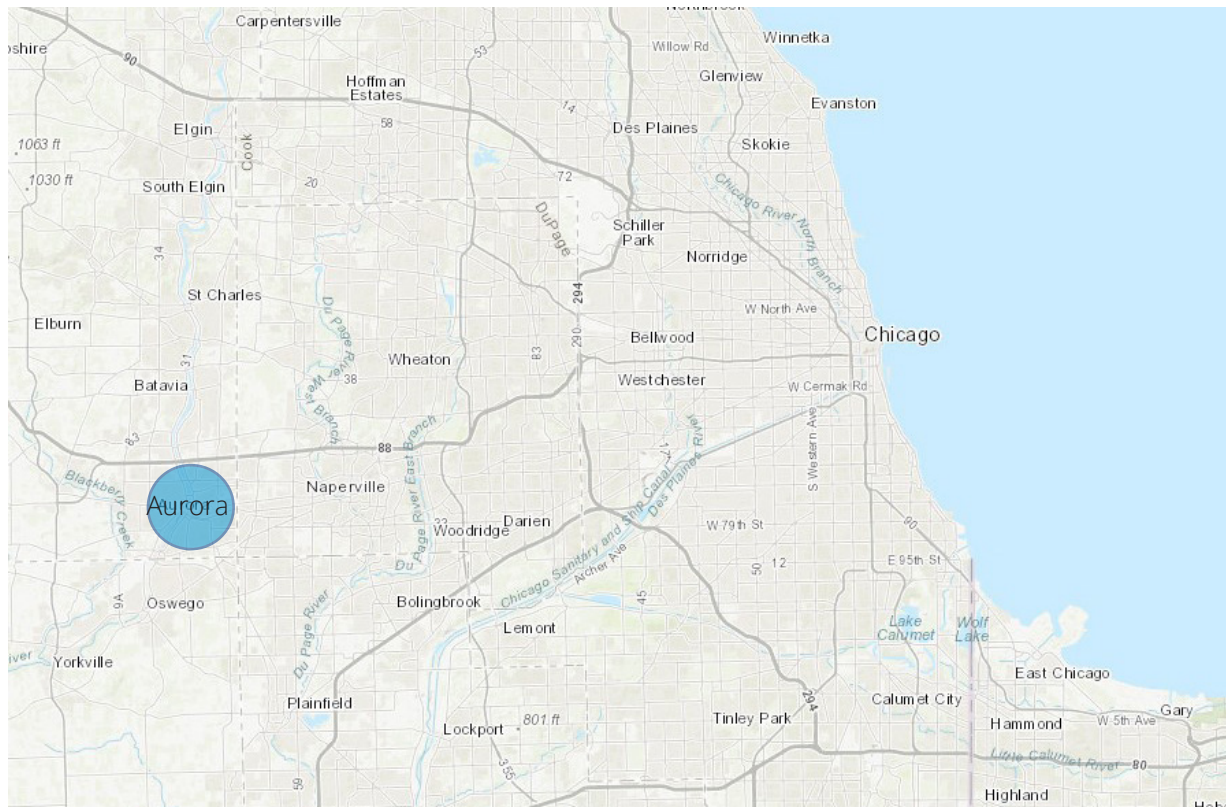 Carpentersville
Winnetka
Willow Rd
53
90
Glenview
Hoffman
Estates
Evanston
14
58
Des Plaines
Elgin
Skokie
1063 ft
Cook
72
1030 ft
South Elgin
20
Chicago River North Branch
DuPage
Schiller
Park
34
Norridge
294
St Charles
W North Ave
Elburn
Du Page River
West Branch
290
Bellwood
Chicago
83
Wheaton
31
38
Batavia
Westchester
W Cermak Rd
S Western Ave
83
88
Du Page River East Branch
171
Des Plaines River
Blackberry Creek
Naperville
Aurora
33
Woodridge
Darien
Chicago Sanitary and Ship Canal
W 79th St
90
Archer Ave
50
12
E 95th St
9A
Oswego
Bolingbrook
45
Lemont
Lake
Calumet
Wolf
Lake
Du Page River
Yorkville
East Chicago
Plainfield
294
Calumet City
Gary
Lockport
801 ft
Tinley Park
Hammond
W 5th Ave
Little Calumet River
80
355
59
Highland